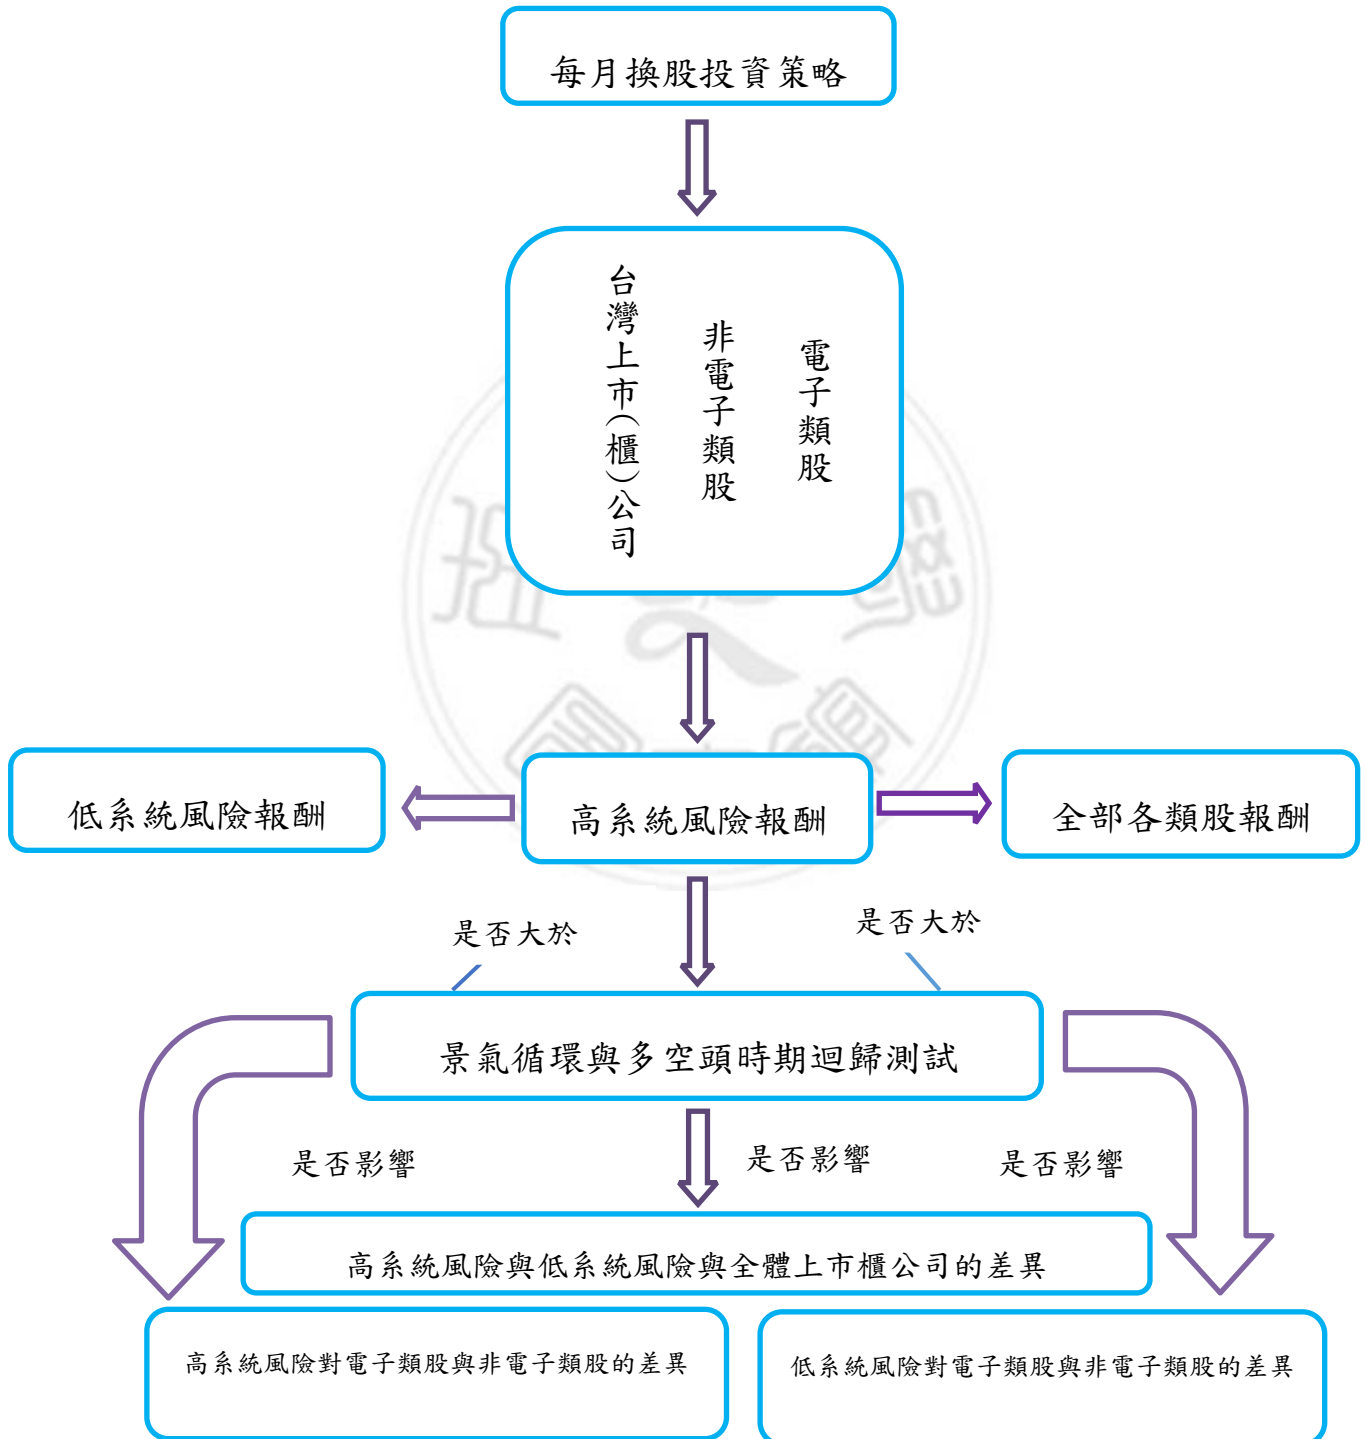 每月換股投資策略
電子類股
非電子類股
台灣上市(櫃)公司
低系統風險報酬
高系統風險報酬
全部各類股報酬
是否大於
是否大於
景氣循環與多空頭時期迴歸測試
是否影響
是否影響
是否影響
高系統風險與低系統風險與全體上市櫃公司的差異
高系統風險對電子類股與非電子類股的差異
低系統風險對電子類股與非電子類股的差異